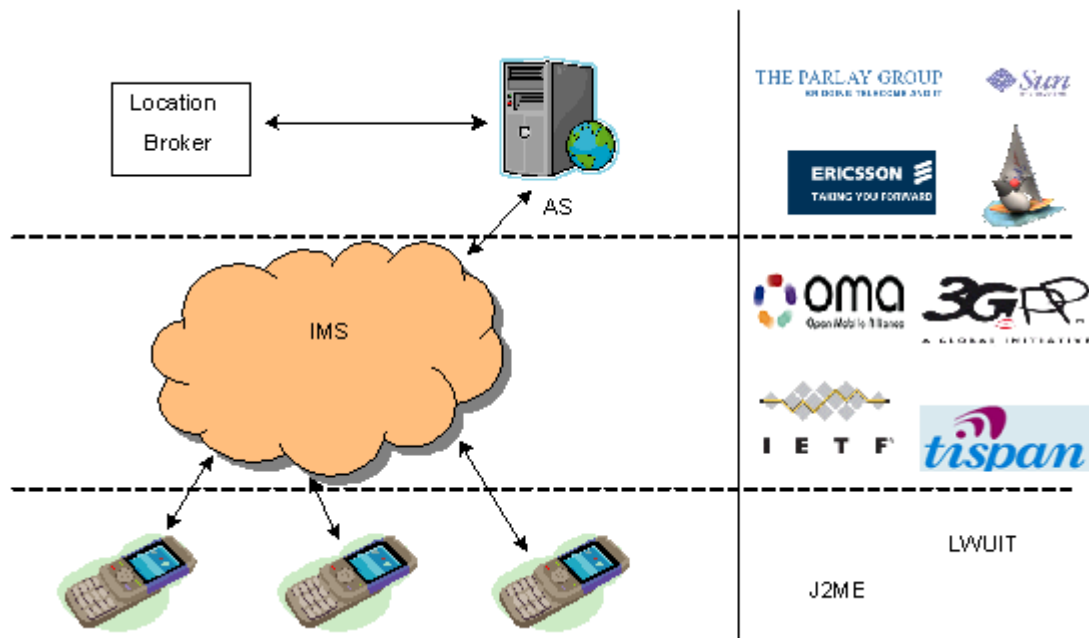 Location
Broker
C
AS
THE PARLAY GROUP
Sun
ERICSSON
TAKING YOU FORWARD
IMS
oma
Open Mobile Alliance
3GPP
A GLOBAL INITIATIVE
I E T F
tispan
LWUIT
J2ME